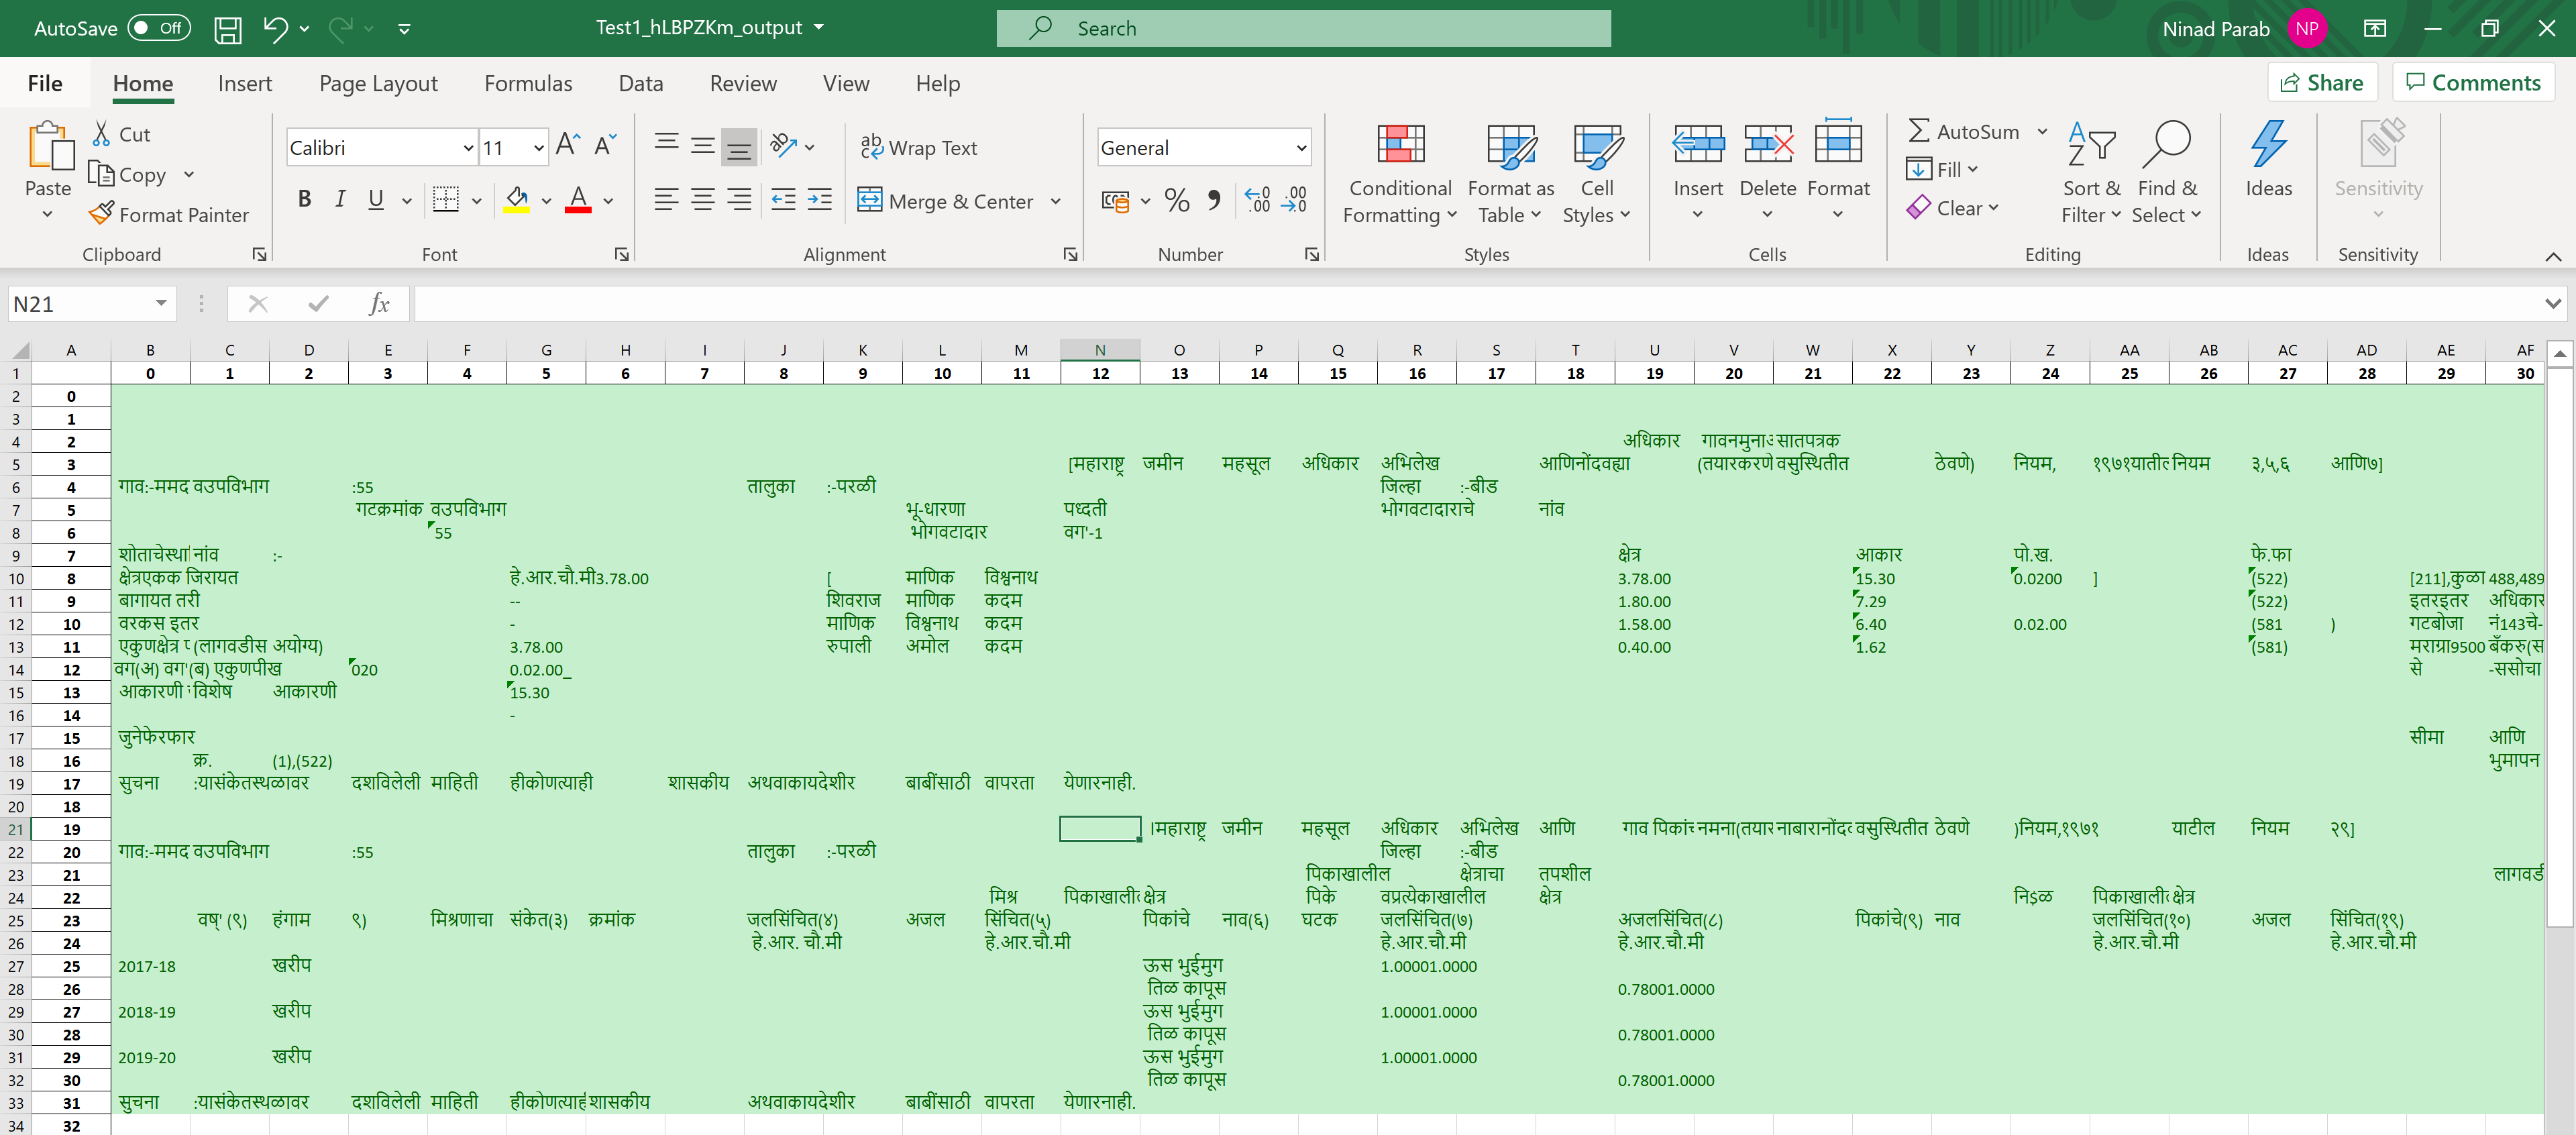 AutoSave Off Test1_hLBPZKm_output Search Ninad Parab NP
File Home Insert Page Layout Formulas Data Review View Help Share Comments
Paste Cut Copy Format Painter Clipboard
Calibri 11 B I U Font
Wrap Text Merge & Center Alignment
General Number
Conditional Formatting Format as Table Cell Styles Styles
Insert Delete Format Cells
AutoSum Fill Clear Sort & Filter Find & Select Editing
Ideas Ideas
Sensitivity Sensitivity
N21 fx
A B C D E F G H I J K L M N O P Q R S T U V W X Y Z AA AB AC AD AE AF
1 0 1 2 3 4 5 6 7 8 9 10 11 12 13 14 15 16 17 18 19 20 21 22 23 24 25 26 27 28 29 30
2 0
3 1
4 2 अधिकार गावनमुना सातपत्रक
5 3 [महाराष्ट्र जमीन महसूल अधिकार अभिलेख आणिनोंदवह्या (तयारकरणे वसुस्थितीत ठेवणे) नियम, १९७१यातील नियम ३,५,६ आणि७]
6 4 गाव:-ममद वउपविभाग :55 तालुका :-परळी जिल्हा :-बीड
7 5 गटक्रमांक वउपविभाग भू-धारणा पध्दती भोगवटादाराचे नांव
8 6 55 भोगवटादार वग'-1
9 7 शोताचेस्था नांव :- क्षेत्र आकार पो.ख. फे.फा
10 8 क्षेत्रएकक जिरायत हे.आर.चौ.मी3.78.00 [ माणिक विश्वनाथ 3.78.00 15.30 0.0200 ] (522) [211],कुळा 488,489
11 9 बागायत तरी -- शिवराज माणिक कदम 1.80.00 7.29 (522) इतरइतर अधिकार
12 10 वरकस इतर - माणिक विश्वनाथ कदम 1.58.00 6.40 0.02.00 (581 ) गटबोजा नं143चे-
13 11 एकुणक्षेत्र (लागवडीस अयोग्य) 3.78.00 रुपाली अमोल कदम 0.40.00 1.62 (581) मराग्रा9500 बॅकरु(स
14 12 वग(अ) वग'(ब) एकुणपीख 020 0.02.00_ से -ससोचा
15 13 आकारणी विशेष आकारणी 15.30
16 14 -
17 15 जुनेफेरफार सीमा आणि
18 16 क्र. (1),(522) भुमापन
19 17 सुचना :यासंकेतस्थळावर दशविलेली माहिती हीकोणत्याही शासकीय अथवाकायदेशीर बाबींसाठी वापरता येणारनाही.
20 18
21 19 ।महाराष्ट्र जमीन महसूल अधिकार अभिलेख आणि गाव पिकां नमना(तयार नाबारानोंद वसुस्थितीत ठेवणे )नियम,१९७१ याटील नियम २९]
22 20 गाव:-ममद वउपविभाग :55 तालुका :-परळी जिल्हा :-बीड
23 21 पिकाखालील क्षेत्राचा तपशील लागवडी
24 22 मिश्र पिकाखाली क्षेत्र पिके वप्रत्येकाखालील क्षेत्र नि$ळ पिकाखाली क्षेत्र
25 23 वष्' (९) हंगाम ९) मिश्रणाचा संकेत(३) क्रमांक जलसिंचित(४) अजल सिंचित(५) पिकांचे नाव(६) घटक जलसिंचित(७) अजलसिंचित(८) पिकांचे(९) नाव जलसिंचित(१०) अजल सिंचित(१९)
26 24 हे.आर. चौ.मी हे.आर.चौ.मी हे.आर.चौ.मी हे.आर.चौ.मी हे.आर.चौ.मी हे.आर.चौ.मी
27 25 2017-18 खरीप ऊस भुईमुग 1.00001.0000
28 26 तिळ कापूस 0.78001.0000
29 27 2018-19 खरीप ऊस भुईमुग 1.00001.0000
30 28 तिळ कापूस 0.78001.0000
31 29 2019-20 खरीप ऊस भुईमुग 1.00001.0000
32 30 तिळ कापूस 0.78001.0000
33 31 सुचना :यासंकेतस्थळावर दशविलेली माहिती हीकोणत्याह शासकीय अथवाकायदेशीर बाबींसाठी वापरता येणारनाही.
34 32